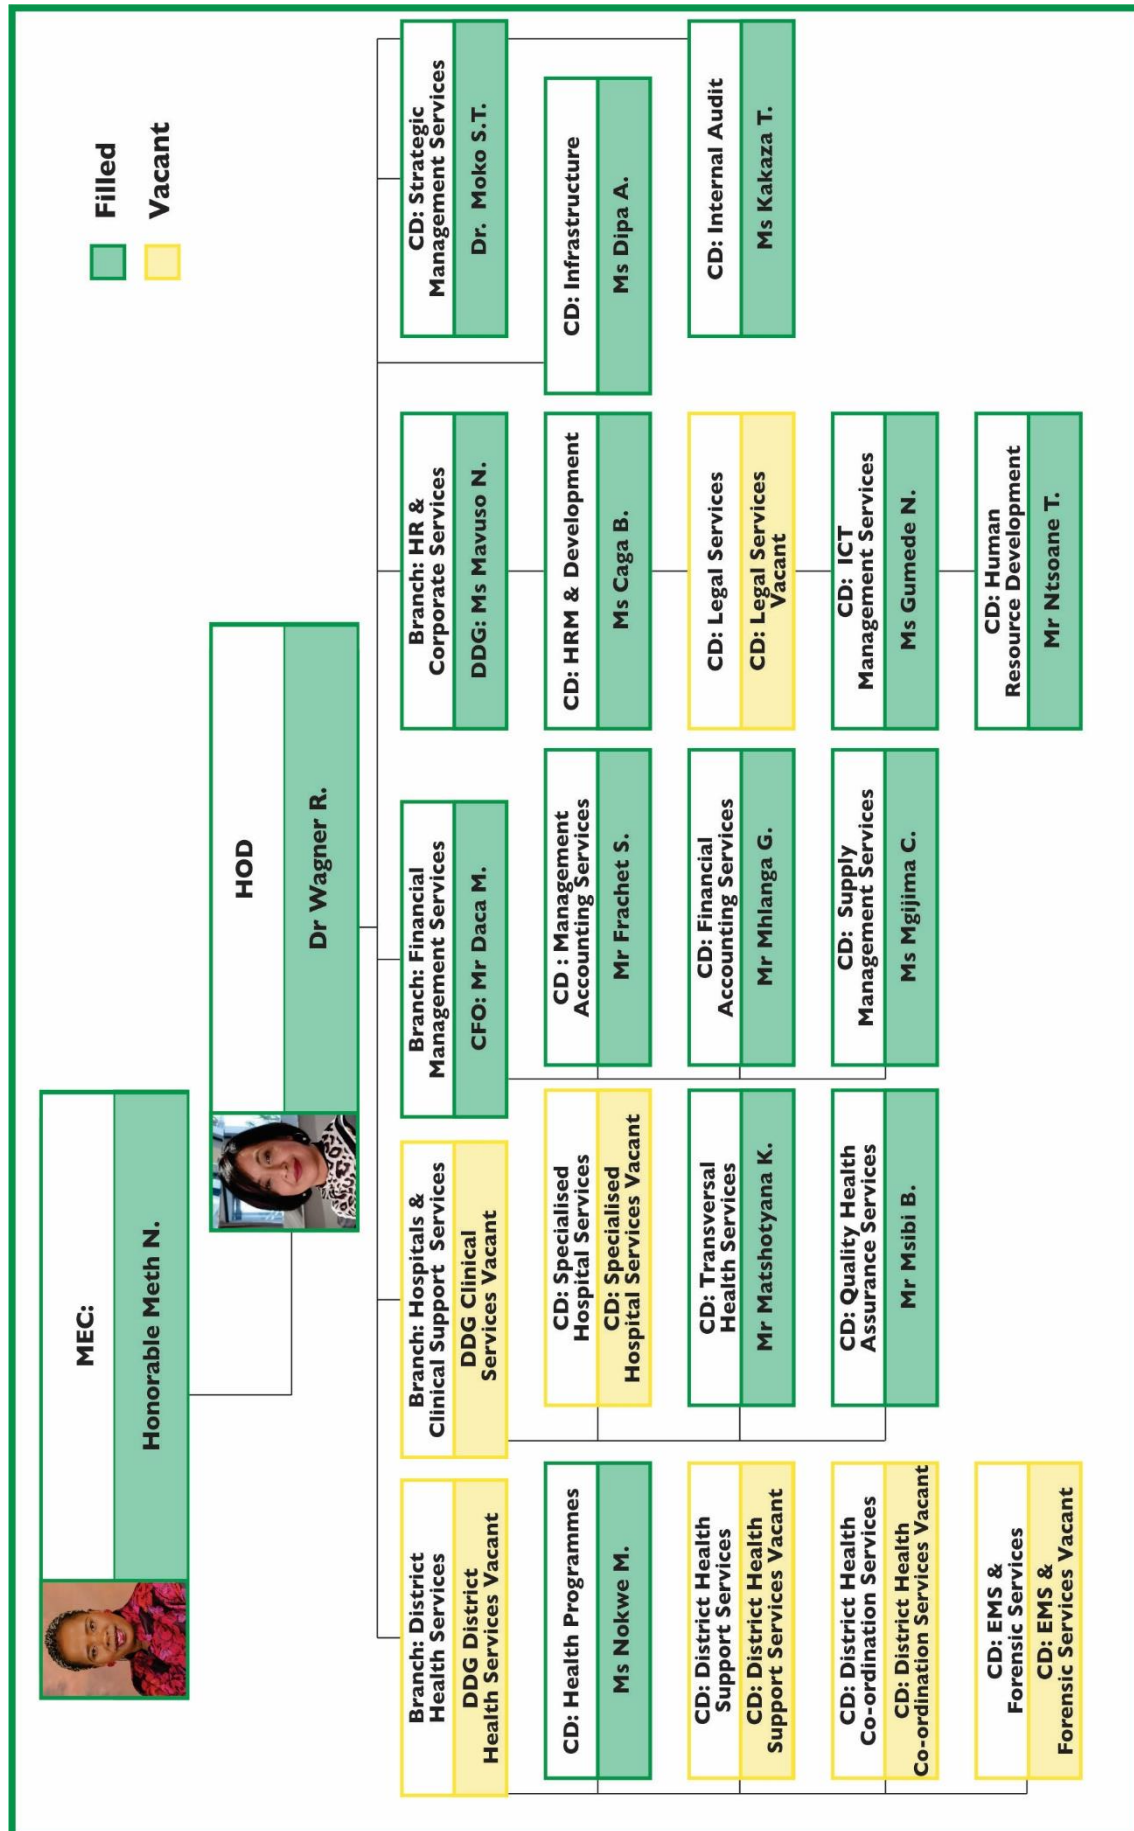 Filled
Vacant
MEC:
Honorable Meth N.
HOD
Dr Wagner R.
Branch: District
Health Services
DDG District
Health Services Vacant
CD: Health Programmes
Ms Nokwe M.
CD: District Health
Support Services
CD: District Health
Support Services Vacant
CD: District Health
Co-ordination Services
CD: District Health
Co-ordination Services Vacant
CD: EMS &
Forensic Services
CD: EMS &
Forensic Services Vacant
Branch: Hospitals &
Clinical Support Services
DDG Clinical
Services Vacant
CD: Specialised
Hospital Services
CD: Specialised
Hospital Services Vacant
CD: Transversal
Health Services
Mr Matshotyana K.
CD: Quality Health
Assurance Services
Mr Msibi B.
Branch: Financial
Management Services
CFO: Mr Daca M.
CD : Management
Accounting Services
Mr Frachet S.
CD: Financial
Accounting Services
Mr Mhlanga G.
CD: Supply
Management Services
Ms Mgijima C.
Branch: HR &
Corporate Services
DDG: Ms Mavuso N.
CD: HRM & Development
Ms Caga B.
CD: Legal Services
CD: Legal Services
Vacant
CD: ICT
Management Services
Ms Gumede N.
CD: Human
Resource Development
Mr Ntsoane T.
CD: Strategic
Management Services
Dr. Moko S.T.
CD: Infrastructure
Ms Dipa A.
CD: Internal Audit
Ms Kakaza T.